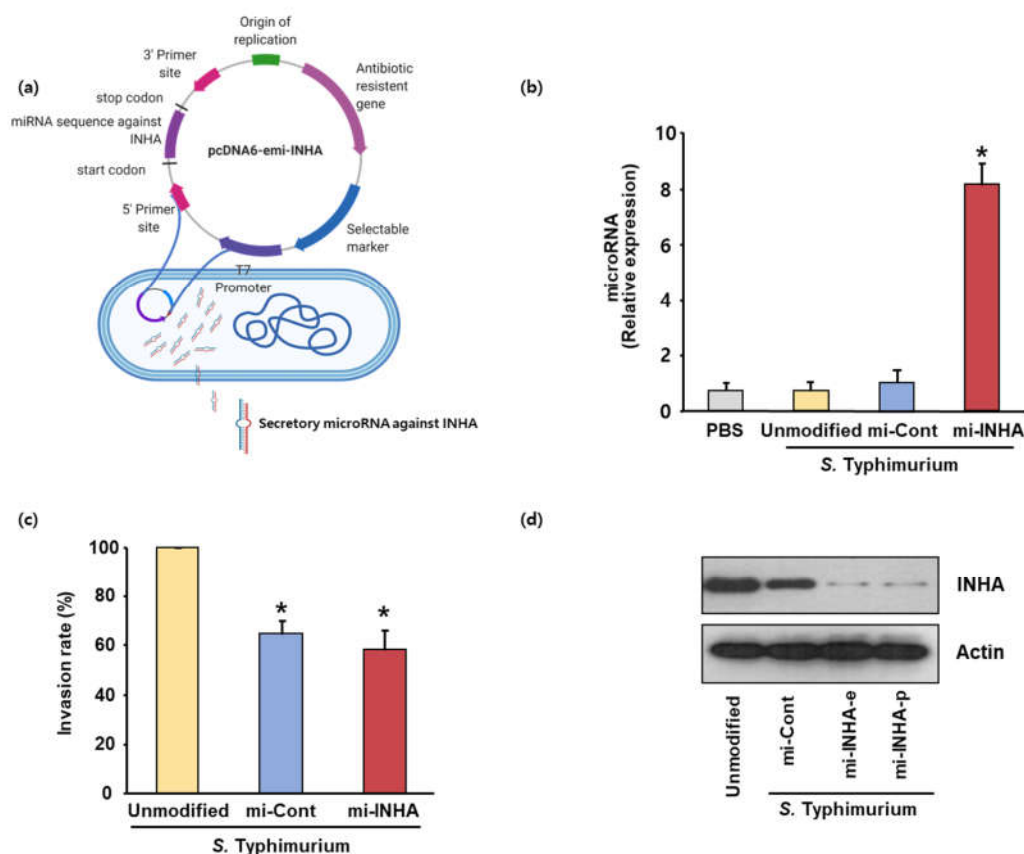 (a)
Origin of
replication
3' Primer
site
Antibiotic
resistent
gene
stop codon
miRNA sequence against
INHA
pcDNA6-emi-INHA
start codon
5' Primer
site
Selectable
marker
T7
Promoter
Secretory microRNA against INHA
(b)
microRNA
(Relative expression)
10
8
6
4
2
0
*
PBS
Unmodified
mi-Cont
mi-INHA
S. Typhimurium
(c)
Invasion rate (%)
100
80
60
40
20
0
*
*
Unmodified
mi-Cont
mi-INHA
S. Typhimurium
(d)
INHA
Actin
Unmodified
mi-Cont
mi-INHA-e
mi-INHA-p
S. Typhimurium